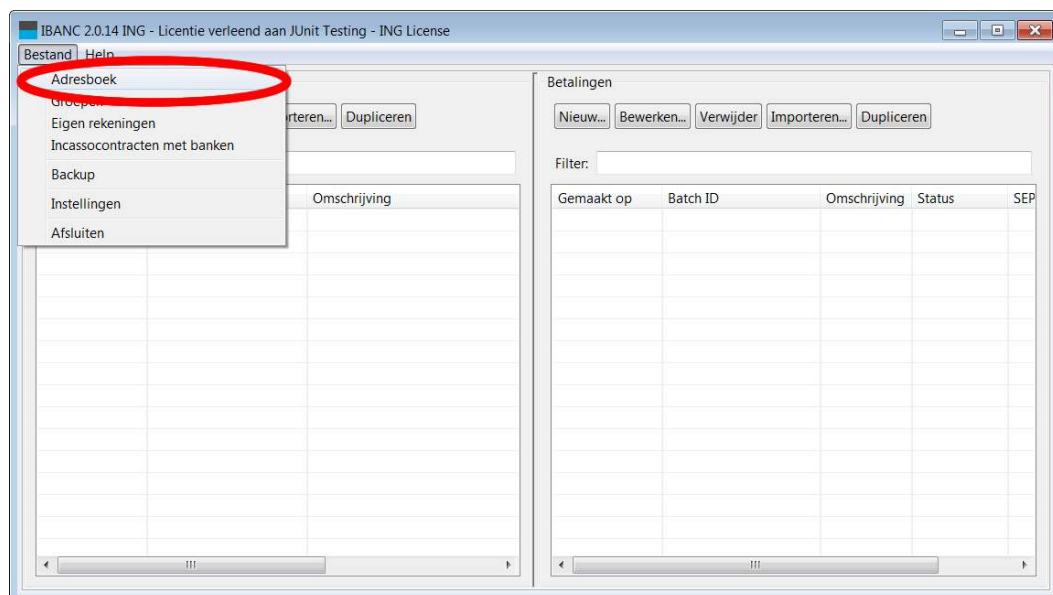 IBANC 2.0.14 ING - Licentie verleend aan JUnit Testing - ING License
Bestand Help
Adresboek
Groepen
Eigen rekeningen
Incassocontracten met banken
Backup
Instellingen
Afsluiten
rteren... Dupliceren
Omschrijving
Betalingen
Nieuw... Bewerken... Verwijder Importeren... Dupliceren
Filter:
Gemaakt op Batch ID Omschrijving Status SEP